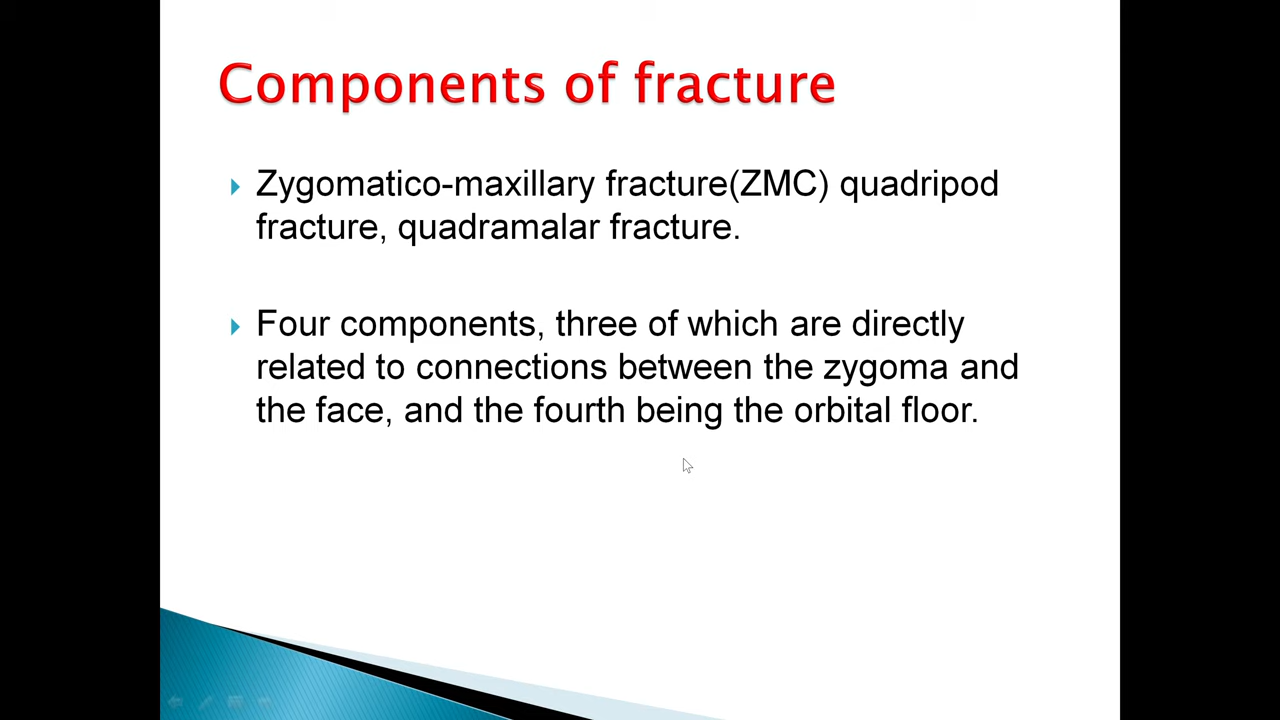 Components of fracture
Zygomatico-maxillary fracture(ZMC) quadripod
fracture, quadramalar fracture.
Four components, three of which are directly
related to connections between the zygoma and
the face, and the fourth being the orbital floor.